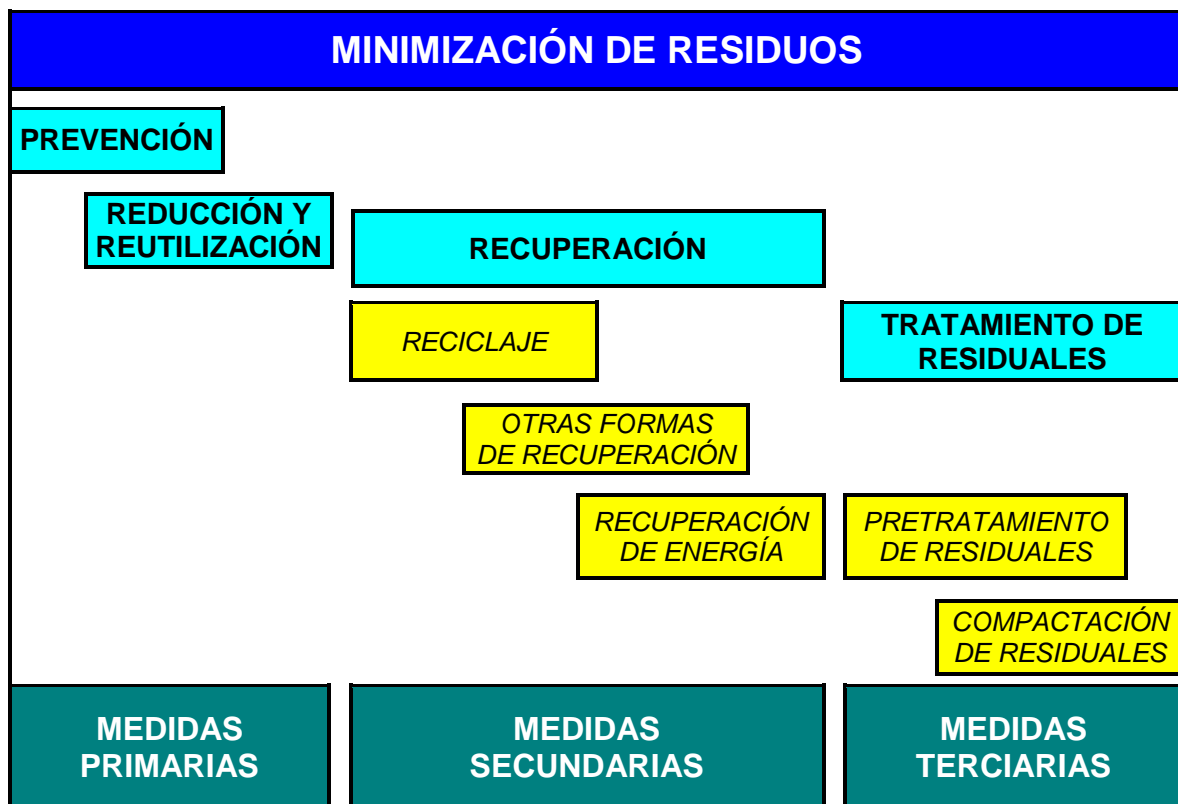 MINIMIZACIÓN DE RESIDUOS
PREVENCIÓN
REDUCCIÓN Y
REUTILIZACIÓN
RECUPERACIÓN
RECICLAJE
TRATAMIENTO DE
RESIDUALES
OTRAS FORMAS
DE RECUPERACIÓN
RECUPERACIÓN
DE ENERGÍA
PRETRATAMIENTO
DE RESIDUALES
COMPACTACIÓN
DE RESIDUALES
MEDIDAS
PRIMARIAS
MEDIDAS
SECUNDARIAS
MEDIDAS
TERCIARIAS